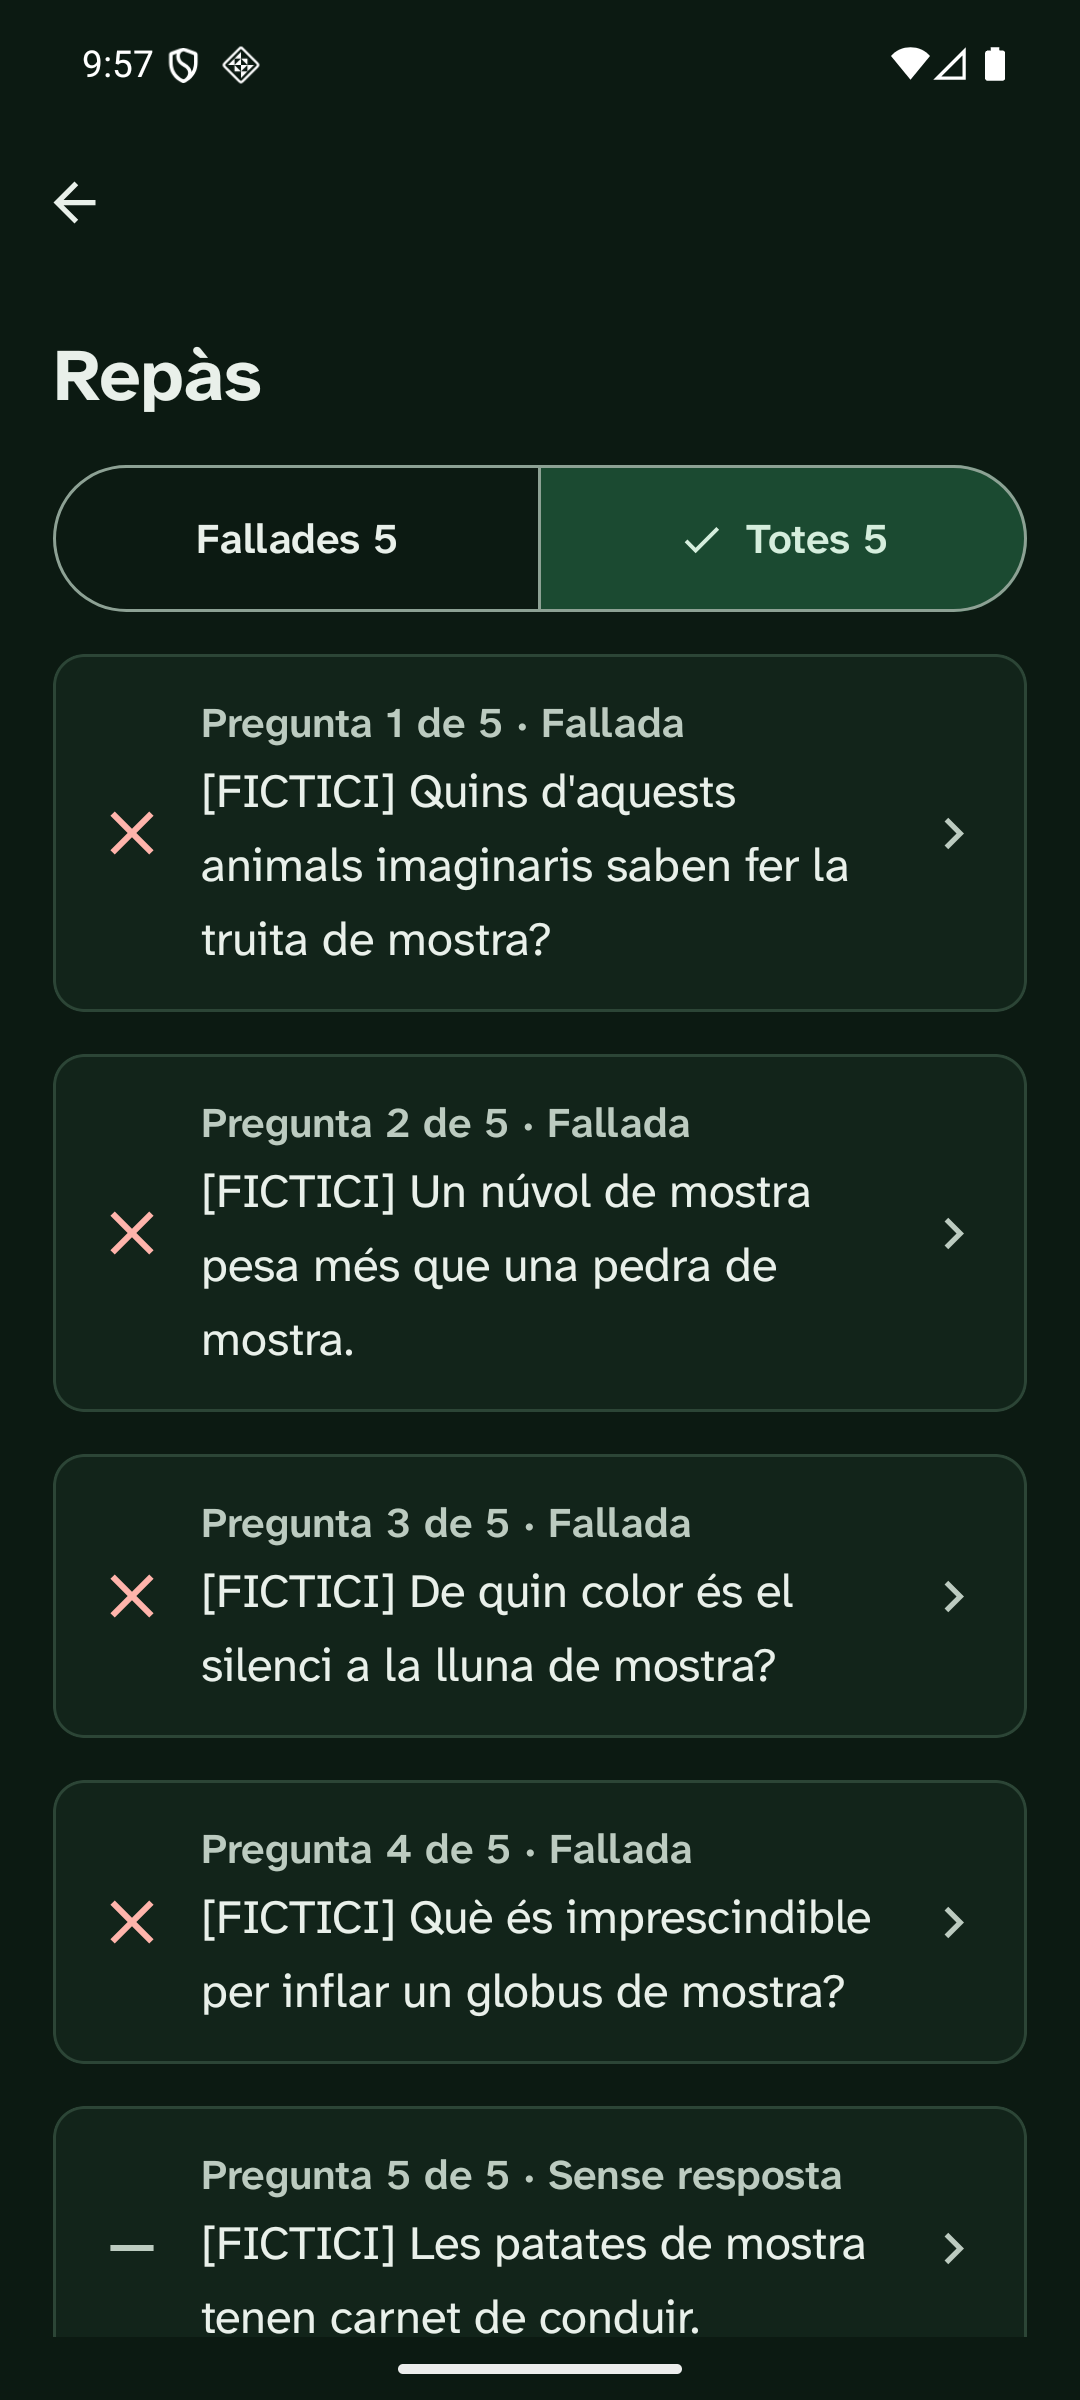 9:57
Repàs
Fallades 5
Totes 5
Pregunta 1 de 5 · Fallada
[FICTICI] Quins d'aquests
animals imaginaris saben fer la
truita de mostra?
Pregunta 2 de 5 · Fallada
[FICTICI] Un núvol de mostra
pesa més que una pedra de
mostra.
Pregunta 3 de 5 · Fallada
[FICTICI] De quin color és el
silenci a la lluna de mostra?
Pregunta 4 de 5 · Fallada
[FICTICI] Què és imprescindible
per inflar un globus de mostra?
Pregunta 5 de 5 · Sense resposta
[FICTICI] Les patates de mostra
tenen carnet de conduir.